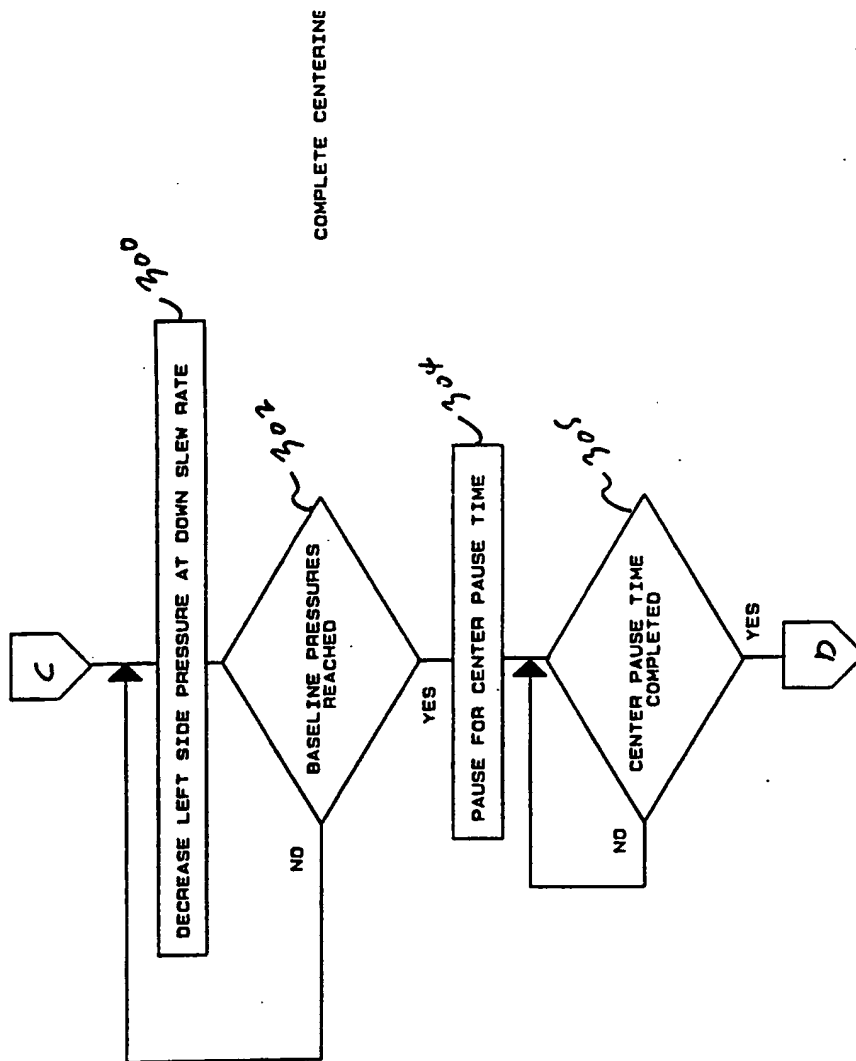 C
DECREASE LEFT SIDE PRESSURE AT DOWN SLEW RATE
300
BASELINE PRESSURES
REACHED
302
NO
YES
COMPLETE CENTERING
PAUSE FOR CENTER PAUSE TIME
304
CENTER PAUSE TIME
COMPLETED
305
NO
YES